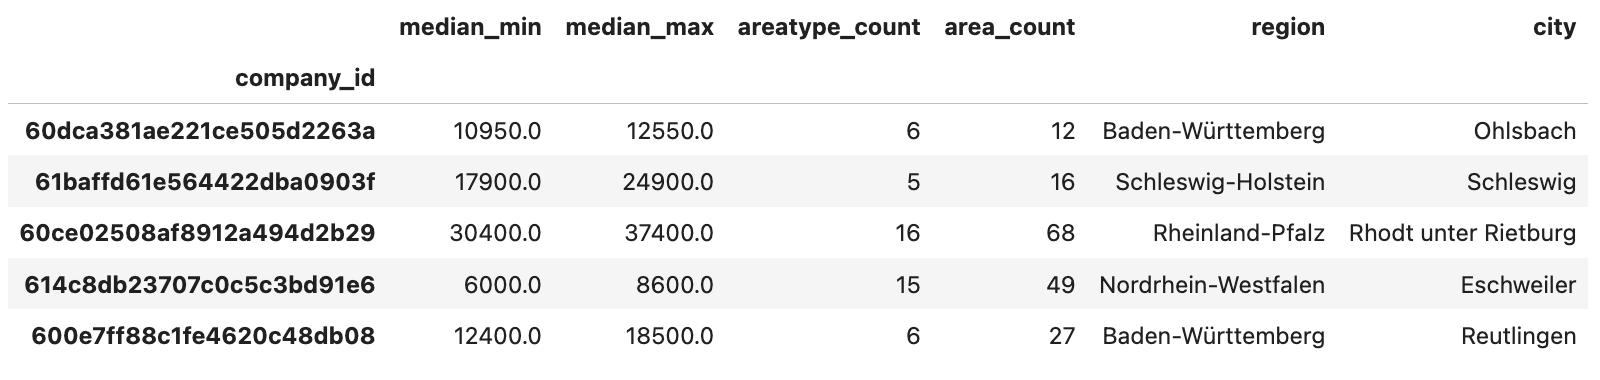 median_min median_max areatype_count area_count region city
company_id
60dca381ae221ce505d2263a 10950.0 12550.0 6 12 Baden-Württemberg Ohlsbach
61baffd61e564422dba0903f 17900.0 24900.0 5 16 Schleswig-Holstein Schleswig
60ce02508af8912a494d2b29 30400.0 37400.0 16 68 Rheinland-Pfalz Rhodt unter Rietburg
614c8db23707c0c5c3bd91e6 6000.0 8600.0 15 49 Nordrhein-Westfalen Eschweiler
600e7ff88c1fe4620c48db08 12400.0 18500.0 6 27 Baden-Württemberg Reutlingen